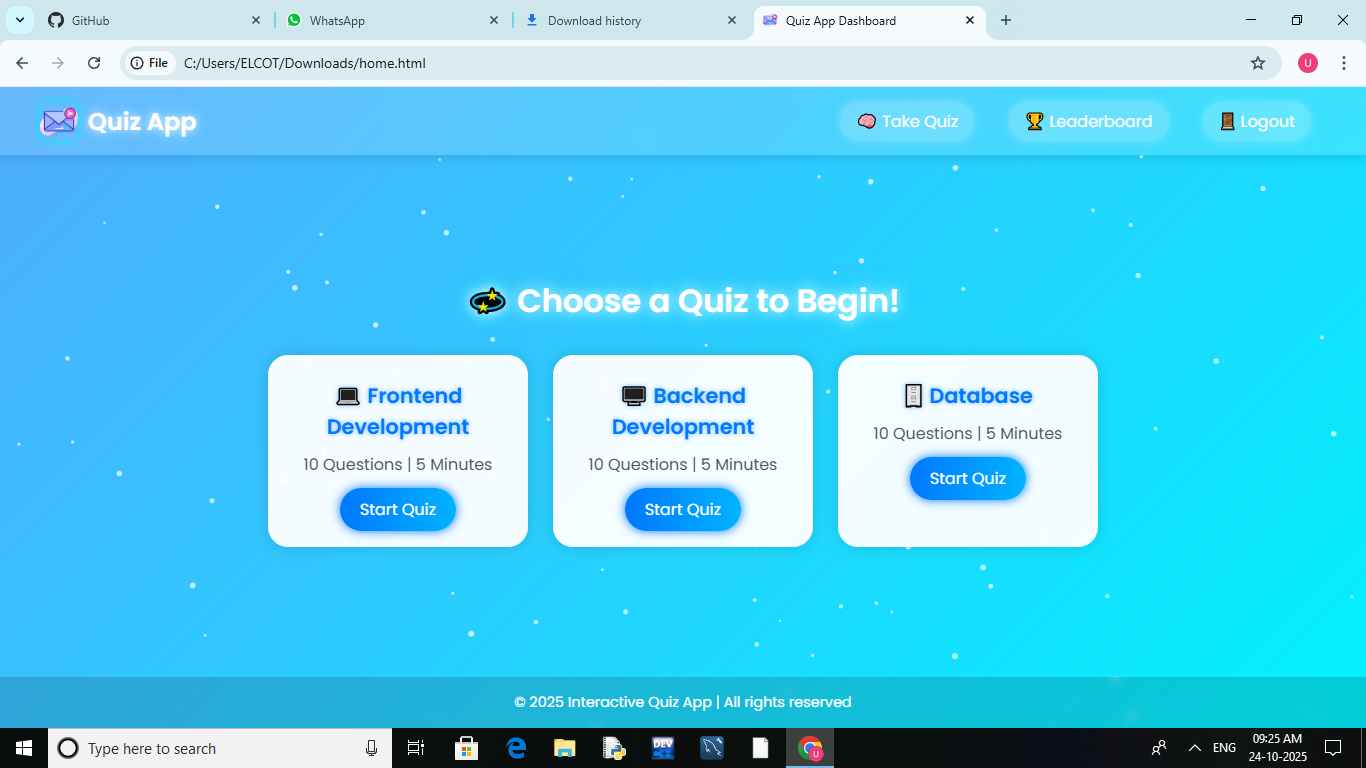 GitHub
WhatsApp
Download history
Quiz App Dashboard
File
C:/Users/ELCOT/Downloads/home.html
U
Quiz App
Take Quiz
Leaderboard
Logout
Choose a Quiz to Begin!
Frontend
Development
10 Questions | 5 Minutes
Start Quiz
Backend
Development
10 Questions | 5 Minutes
Start Quiz
Database
10 Questions | 5 Minutes
Start Quiz
© 2025 Interactive Quiz App | All rights reserved
Type here to search
DEV
U
ENG
09:25 AM
24-10-2025